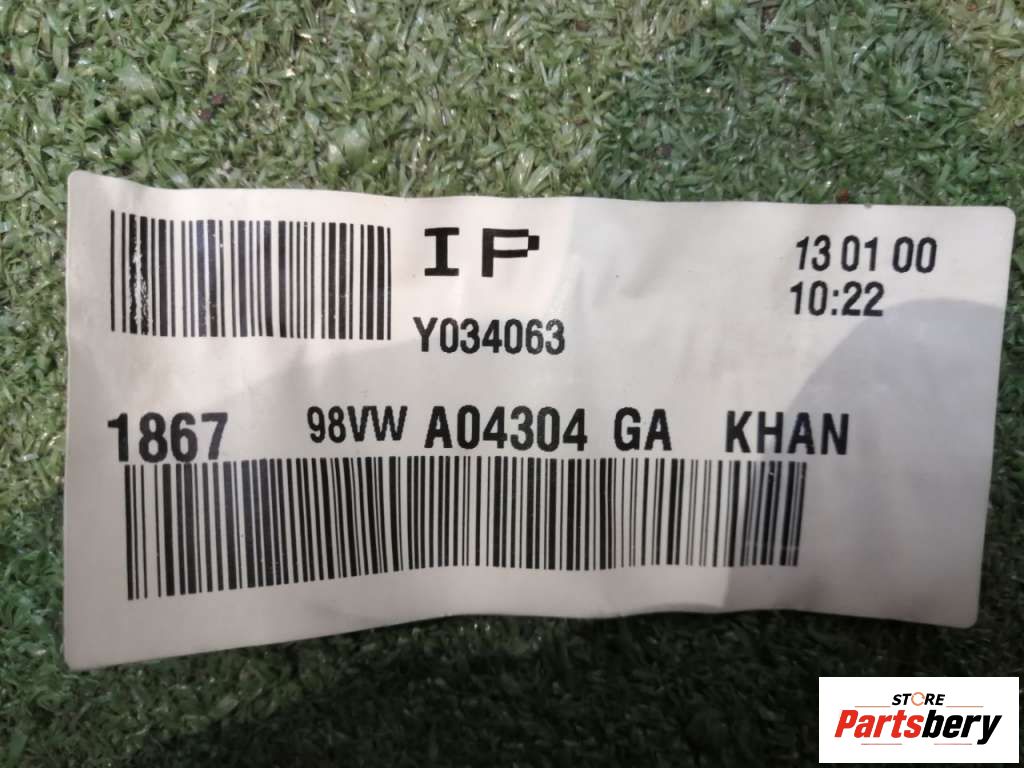 IP
13 01 00
10:22
Y034063
1867 98VW A04304 GA KHAN
STORE
Partsbery